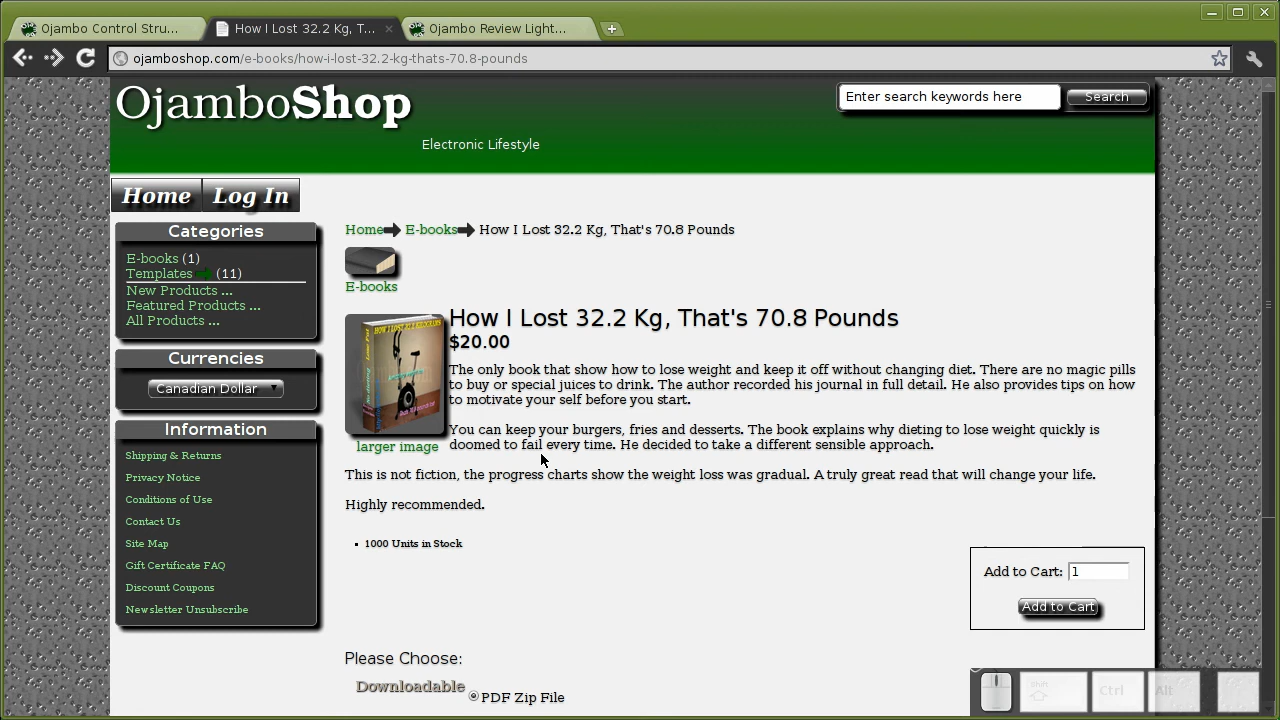 Ojambo Control Stru...
How I Lost 32.2 Kg, T...
Ojambo Review Light...
ojamboshop.com/e-books/how-i-lost-32.2-kg-thats-70.8-pounds
OjamboShop
Electronic Lifestyle
Enter search keywords here
Search
Home
Log In
Categories
E-books (1)
Templates (11)
New Products ...
Featured Products ...
All Products ...
Currencies
Canadian Dollar
Information
Shipping & Returns
Privacy Notice
Conditions of Use
Contact Us
Site Map
Gift Certificate FAQ
Discount Coupons
Newsletter Unsubscribe
Home E-books How I Lost 32.2 Kg, That's 70.8 Pounds
E-books
HOW I LOST 32.2 KILOGRAMS
larger image
How I Lost 32.2 Kg, That's 70.8 Pounds
$20.00
The only book that show how to lose weight and keep it off without changing diet. There are no magic pills
to buy or special juices to drink. The author recorded his journal in full detail. He also provides tips on how
to motivate your self before you start.
You can keep your burgers, fries and desserts. The book explains why dieting to lose weight quickly is
doomed to fail every time. He decided to take a different sensible approach.
This is not fiction, the progress charts show the weight loss was gradual. A truly great read that will change your life.
Highly recommended.
1000 Units in Stock
Add to Cart: 1
Add to Cart
Please Choose:
Downloadable
PDF Zip File
Shift
Ctrl
Alt